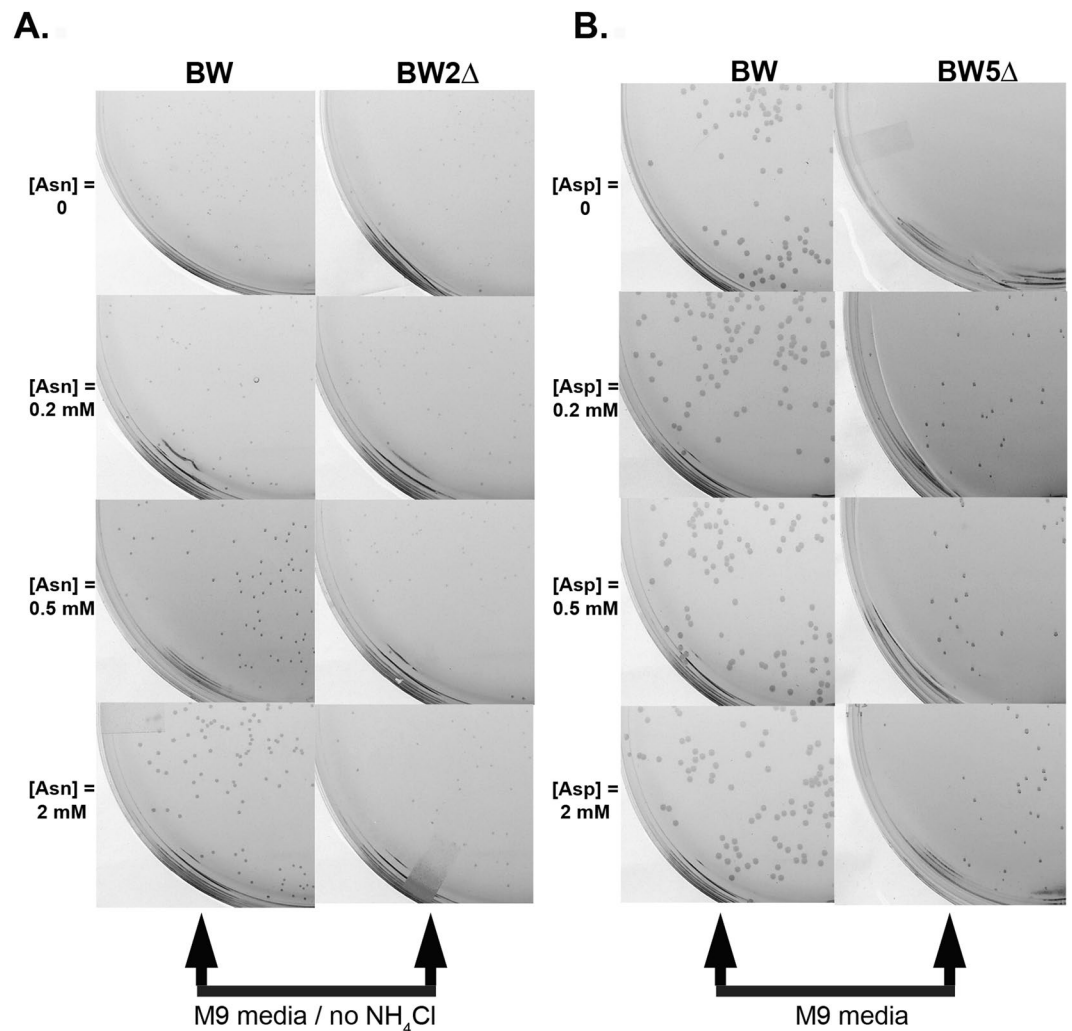 A.
B.
BW
BW2Δ
BW
BW5Δ
[Asn] =
0
[Asp] =
0
[Asn] =
0.2 mM
[Asp] =
0.2 mM
[Asn] =
0.5 mM
[Asp] =
0.5 mM
[Asn] =
2 mM
[Asp] =
2 mM
M9 media / no NH₄Cl
M9 media